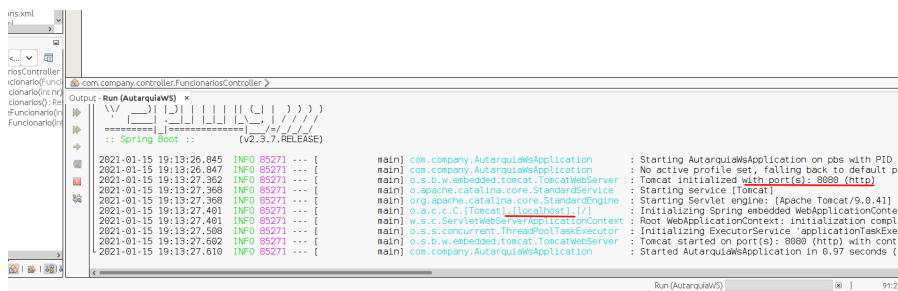 ons.xml
<...
riosController
ncionario(Funci
cionario(int nr)
cionarios() : Re
eFuncionario(in
Funcionario(int
com.company.controller.FuncionariosController
Output - Run (AutarquiaWS) ×
\\/  ___)| |_)| | | | | || (_| |  ) ) ) )
'  |____| .__|_| |_|_| |_\__, | / / / /
=========|_|==============|___/=/_/_/_/
:: Spring Boot ::        (v2.3.7.RELEASE)
2021-01-15 19:13:26.845 INFO 85271 --- [ main] com.company.AutarquiaWsApplication : Starting AutarquiaWsApplication on pbs with PID
2021-01-15 19:13:26.847 INFO 85271 --- [ main] com.company.AutarquiaWsApplication : No active profile set, falling back to default p
2021-01-15 19:13:27.362 INFO 85271 --- [ main] o.s.b.w.embedded.tomcat.TomcatWebServer : Tomcat initialized with port(s): 8080 (http)
2021-01-15 19:13:27.368 INFO 85271 --- [ main] o.apache.catalina.core.StandardService : Starting service [Tomcat]
2021-01-15 19:13:27.368 INFO 85271 --- [ main] org.apache.catalina.core.StandardEngine : Starting Servlet engine: [Apache Tomcat/9.0.41]
2021-01-15 19:13:27.401 INFO 85271 --- [ main] o.a.c.c.C.[Tomcat].[localhost].[/] : Initializing Spring embedded WebApplicationConte
2021-01-15 19:13:27.401 INFO 85271 --- [ main] w.s.c.ServletWebServerApplicationContext : Root WebApplicationContext: initialization compl
2021-01-15 19:13:27.508 INFO 85271 --- [ main] o.s.s.concurrent.ThreadPoolTaskExecutor : Initializing ExecutorService 'applicationTaskExe
2021-01-15 19:13:27.602 INFO 85271 --- [ main] o.s.b.w.embedded.tomcat.TomcatWebServer : Tomcat started on port(s): 8080 (http) with cont
2021-01-15 19:13:27.610 INFO 85271 --- [ main] com.company.AutarquiaWsApplication : Started AutarquiaWsApplication in 0.97 seconds (
Run (AutarquiaWS)
91:2